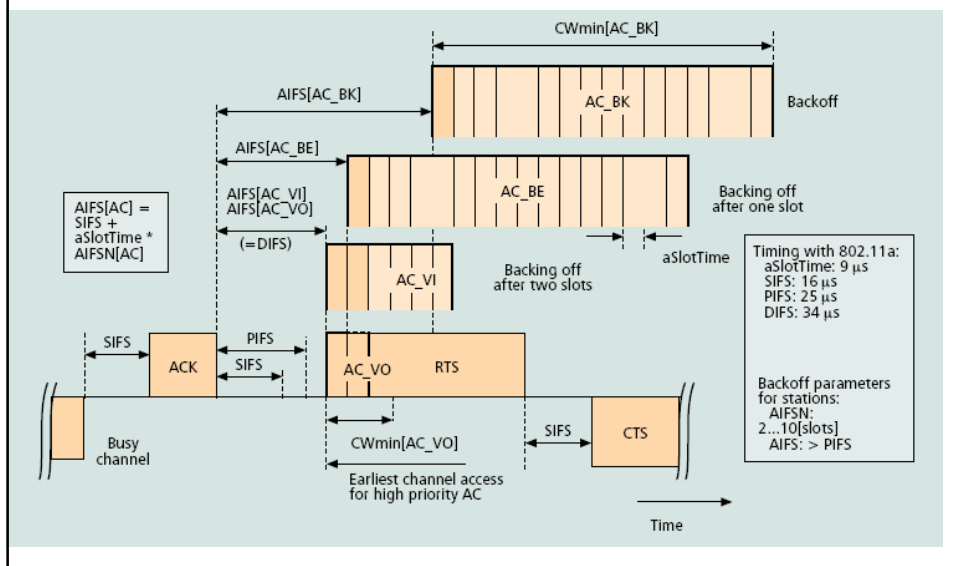 CWmin[AC_BK]
AIFS[AC_BK]
AC_BK
Backoff
AIFS[AC_BE]
AC_BE
Backing off
after one slot
AIFS[AC] =
SIFS +
aSlotTime *
AIFSN[AC]
AIFS[AC_VI]
AIFS[AC_VO]
(=DIFS)
aSlotTime
AC_VI
Backing off
after two slots
Timing with 802.11a:
aSlotTime: 9 μs
SIFS: 16 μs
PIFS: 25 μs
DIFS: 34 μs
Backoff parameters
for stations:
AIFSN:
2...10[slots]
AIFS: > PIFS
SIFS
ACK
PIFS
SIFS
AC_VO
RTS
Busy
channel
CWmin[AC_VO]
SIFS
CTS
Earliest channel access
for high priority AC
Time